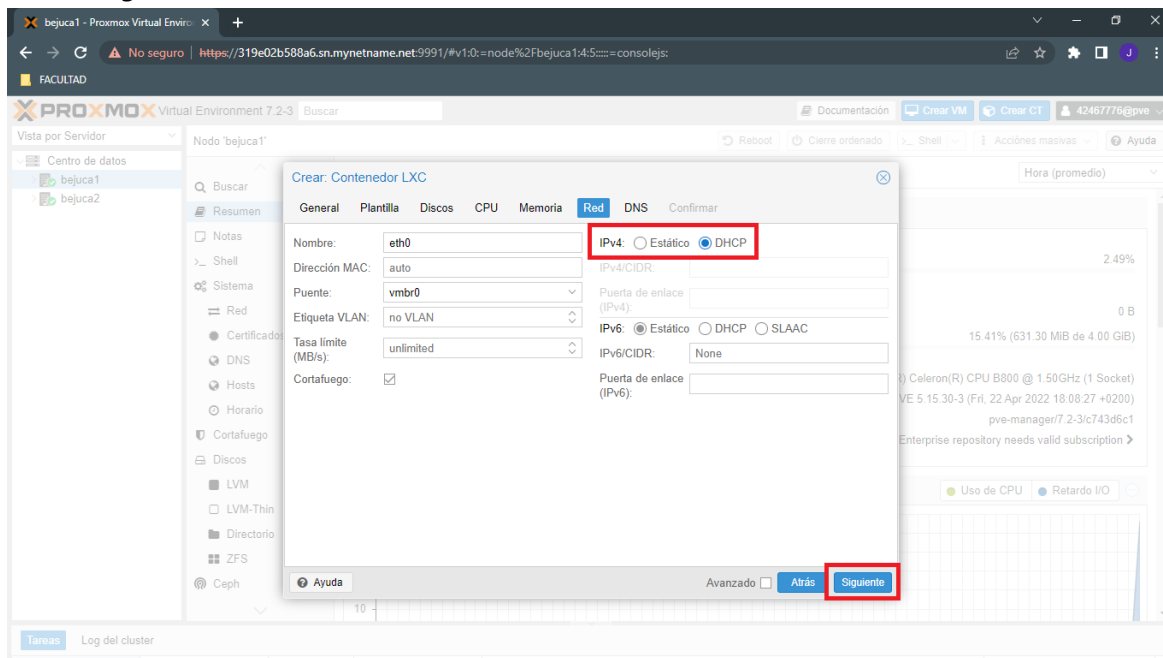 bejuca1 - Proxmox Virtual Enviro
No seguro
https://319e02b588a6.sn.mynetname.net:9991/#v1:0:=node%2Fbejuca1:4:5:::::=consolejs:
J
FACULTAD
PROXMOX Virtual Environment 7.2-3 Buscar
Documentación
Crear VM
Crear CT
42467776@pve
Vista por Servidor
Nodo 'bejuca1'
Reboot
Cierre ordenado
>_ Shell
Acciónes masivas
Ayuda
Centro de datos
bejuca1
bejuca2
Buscar
Resumen
Notas
>_ Shell
Sistema
Red
Certificados
DNS
Hosts
Horario
Cortafuego
Discos
LVM
LVM-Thin
Directorio
ZFS
Ceph
Hora (promedio)
Crear: Contenedor LXC
General Plantilla Discos CPU Memoria Red DNS Confirmar
Nombre: eth0
Dirección MAC: auto
Puente: vmbr0
Etiqueta VLAN: no VLAN
Tasa límite
(MB/s): unlimited
Cortafuego:
IPv4: Estático DHCP
IPv4/CIDR:
Puerta de enlace
(IPv4):
IPv6: Estático DHCP SLAAC
IPv6/CIDR: None
Puerta de enlace
(IPv6):
Ayuda
Avanzado
Atrás
Siguiente
2.49%
0 B
15.41% (631.30 MiB de 4.00 GiB)
Celeron(R) CPU B800 @ 1.50GHz (1 Socket)
VE 5.15.30-3 (Fri, 22 Apr 2022 18:08:27 +0200)
pve-manager/7.2-3/c743d6c1
Enterprise repository needs valid subscription
Uso de CPU Retardo I/O
10
Tareas Log del cluster